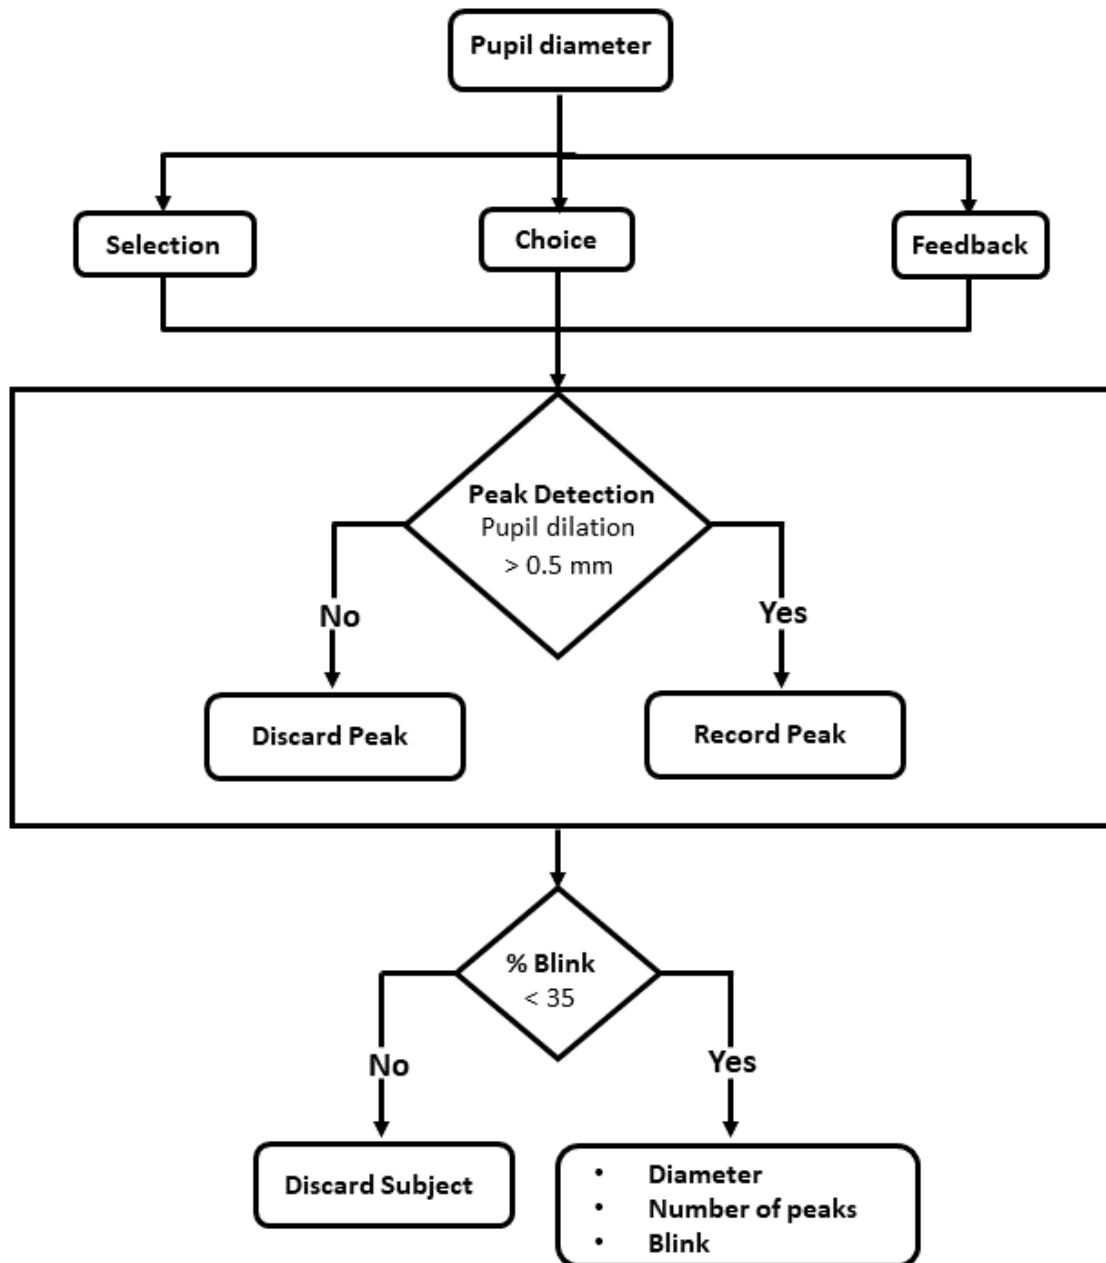 Pupil diameter
Selection
Choice
Feedback
Peak Detection
Pupil dilation
> 0.5 mm
No
Yes
Discard Peak
Record Peak
% Blink
< 35
No
Yes
Discard Subject
• Diameter
• Number of peaks
• Blink